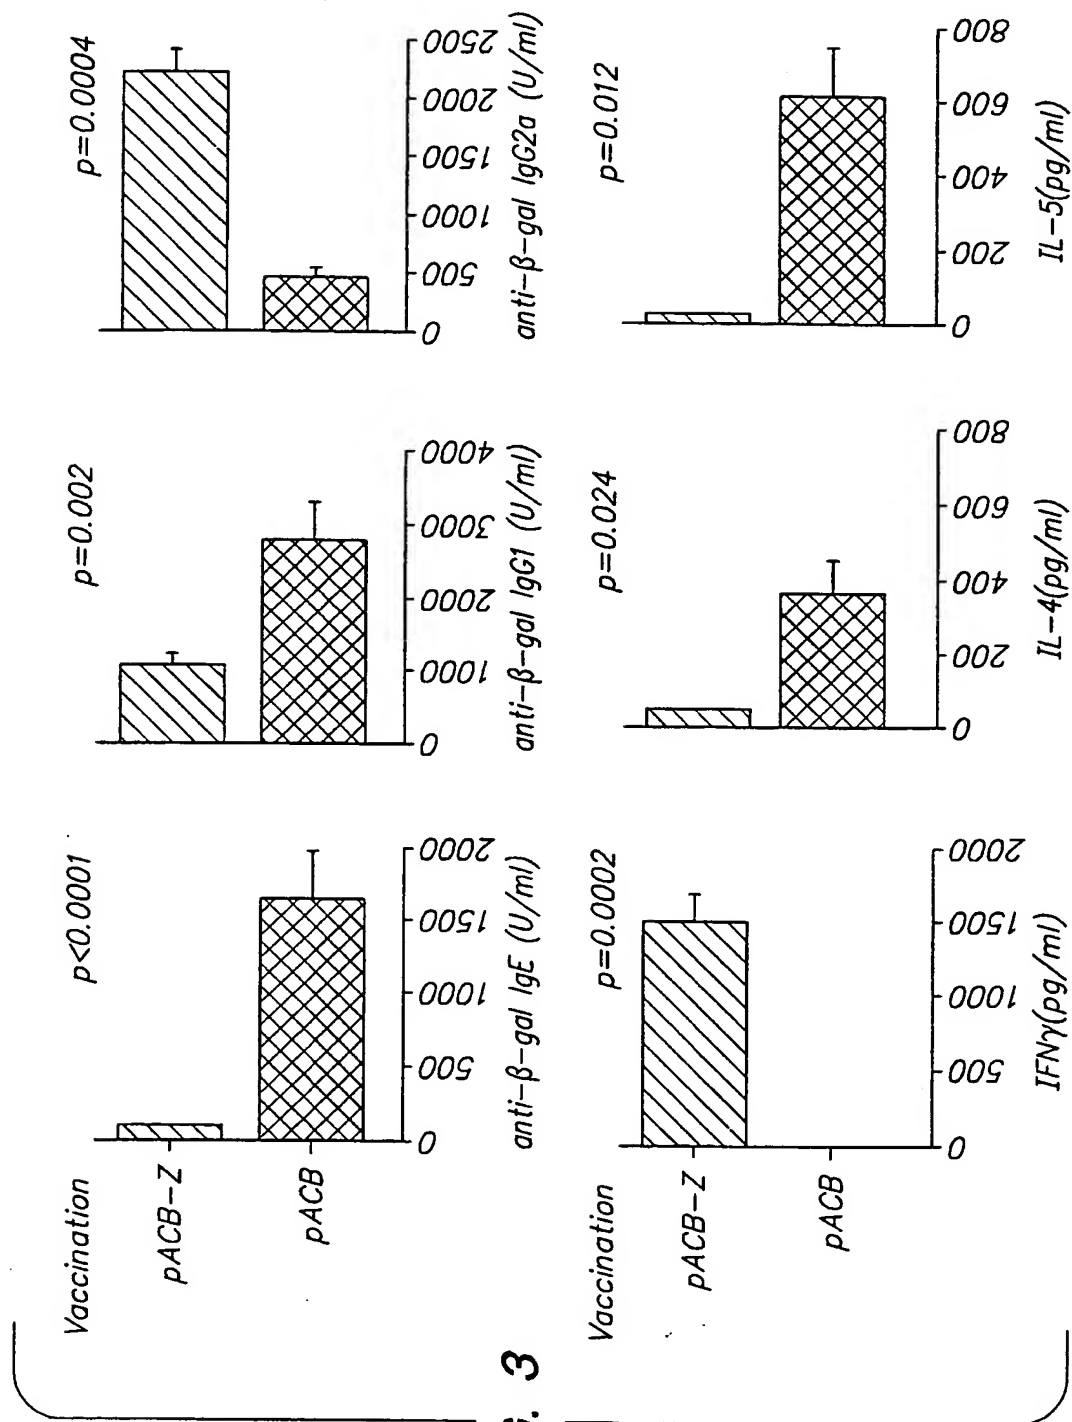 Vaccination
p<0.0001
p=0.002
p=0.0004
pACB-Z
pACB
0 500 1000 1500 2000
0 1000 2000 3000 4000
0 500 1000 1500 2000 2500
anti-β-gal IgE (U/ml)
anti-β-gal IgG1 (U/ml)
anti-β-gal IgG2a (U/ml)
Vaccination
p=0.0002
p=0.024
p=0.012
pACB-Z
pACB
0 500 1000 1500 2000
0 200 400 600 800
0 200 400 600 800
IFNγ(pg/ml)
IL-4(pg/ml)
IL-5(pg/ml)
3